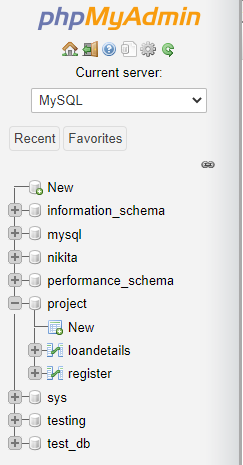 phpMyAdmin
Current server:
MySQL
Recent Favorites
New
information_schema
mysql
nikita
performance_schema
project
New
loandetails
register
sys
testing
test_db